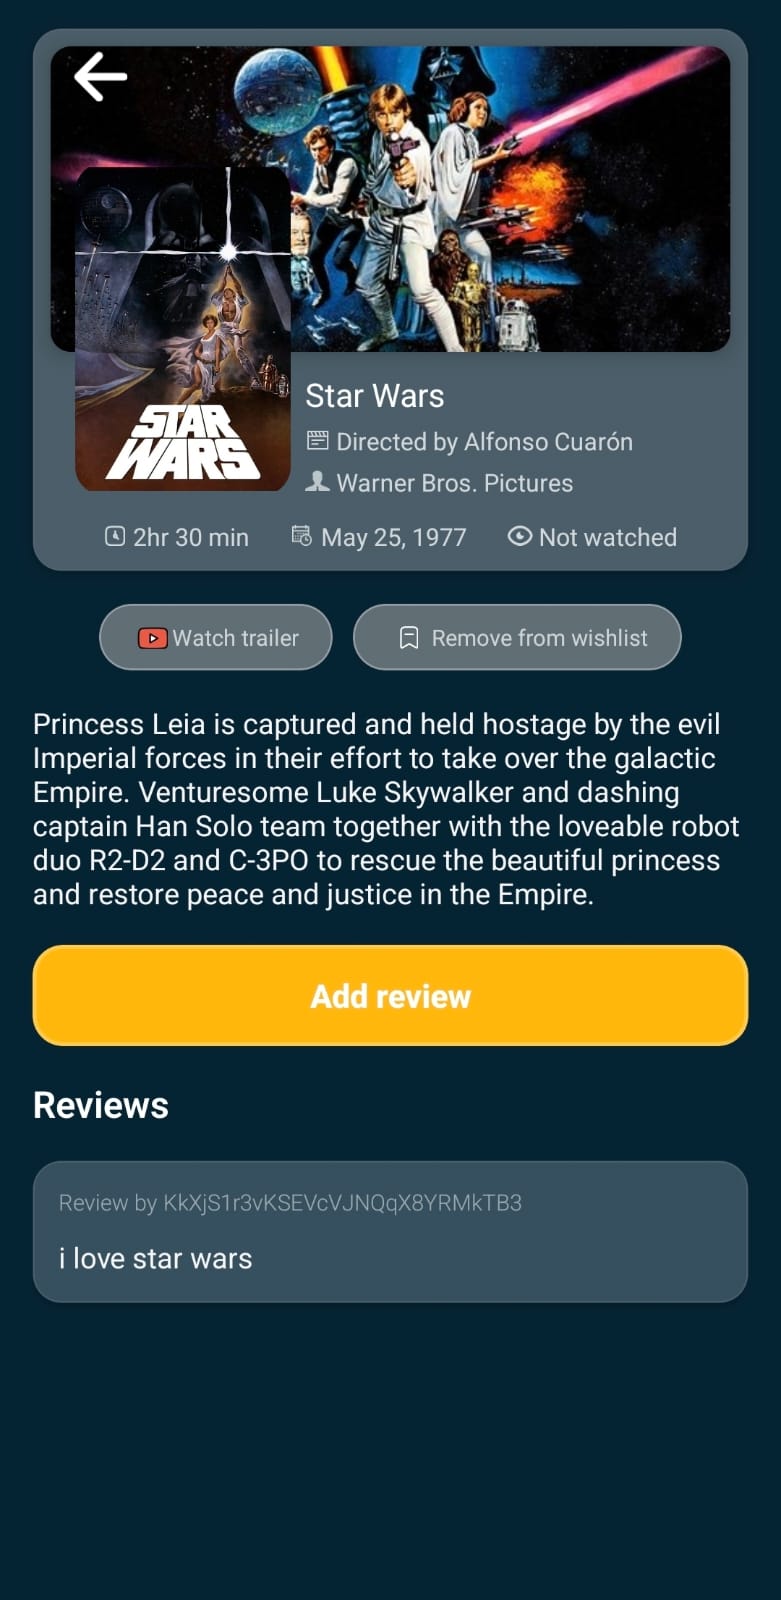 STAR
WARS
Star Wars
Directed by Alfonso Cuarón
Warner Bros. Pictures
2hr 30 min May 25, 1977 Not watched
Watch trailer Remove from wishlist
Princess Leia is captured and held hostage by the evil
Imperial forces in their effort to take over the galactic
Empire. Venturesome Luke Skywalker and dashing
captain Han Solo team together with the loveable robot
duo R2-D2 and C-3PO to rescue the beautiful princess
and restore peace and justice in the Empire.
Add review
Reviews
Review by KkXjS1r3vKSEVcVJNQqX8YRMkTB3
i love star wars